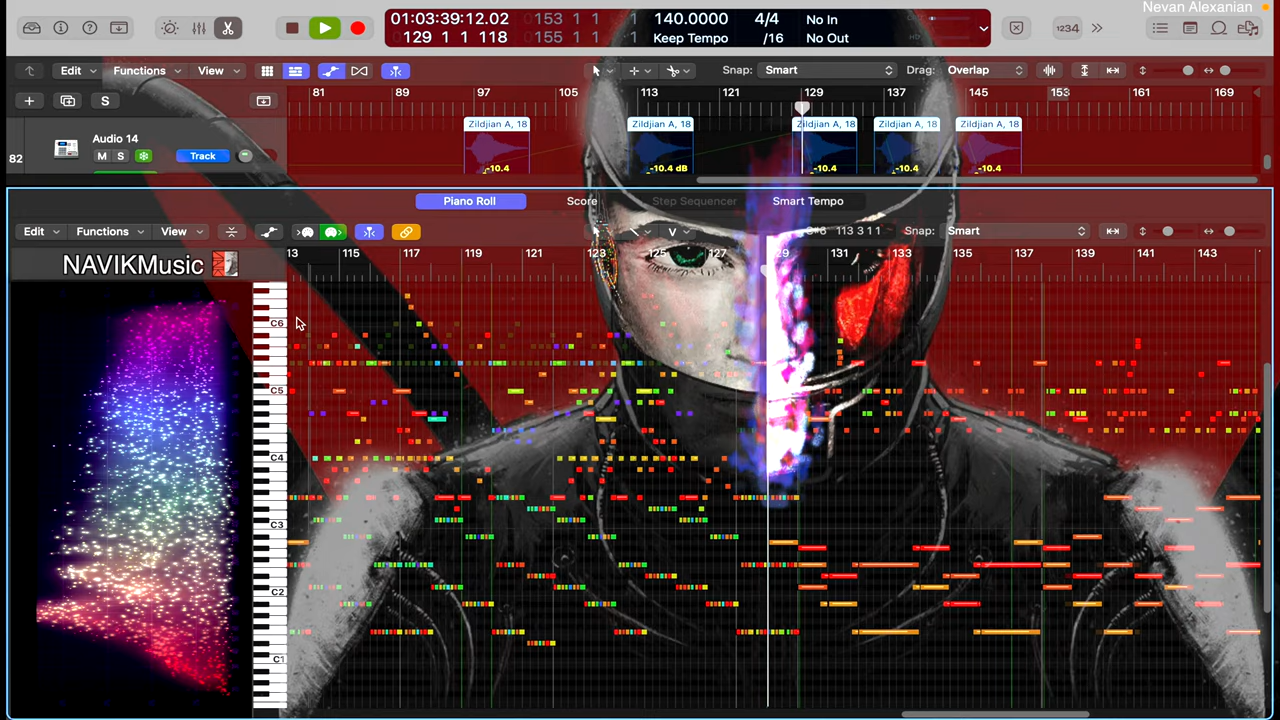 Nevan Alexanian
01:03:39:12.02 153 1 1 140.0000 4/4 No In
129 1 1 118 155 1 1 Keep Tempo /16 No Out
1234
Edit Functions View Snap: Smart Drag: Overlap
S 81 89 97 105 113 121 129 137 145 153 161 169
Zildjian A, 18 Zildjian A, 18 Zildjian A, 18 Zildjian A, 18 Zildjian A, 18
Audio 14
82 M S Track
-10.4 -10.4 dB -10.4 -10.4 -10.4
Piano Roll Score Step Sequencer Smart Tempo
Edit Functions View 113 3 1 1 Snap: Smart
13 115 117 119 121 123 125 127 129 131 133 135 137 139 141 143
NAVIKMusic
C6
C5
C4
C3
C2
C1